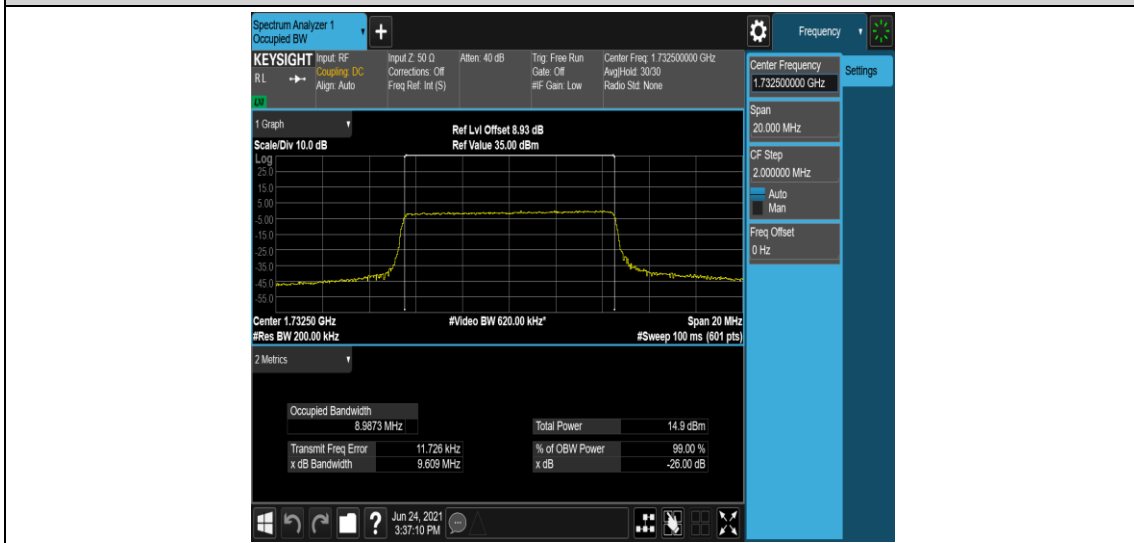 Spectrum Analyzer 1
Occupied BW
Frequency
KEYSIGHT
RL
LXI
Input: RF
Coupling: DC
Align: Auto
Input Z: 50 Ω
Corrections: Off
Freq Ref: Int (S)
Atten: 40 dB
Trig: Free Run
Gate: Off
#IF Gain: Low
Center Freq: 1.732500000 GHz
Avg|Hold: 30/30
Radio Std: None
Center Frequency
1.732500000 GHz
Settings
Span
20.000 MHz
CF Step
2.000000 MHz
Auto
Man
Freq Offset
0 Hz
1 Graph
Scale/Div 10.0 dB
Ref Lvl Offset 8.93 dB
Ref Value 35.00 dBm
Log
25.0
15.0
5.00
-5.00
-15.0
-25.0
-35.0
-45.0
-55.0
Center 1.73250 GHz
#Res BW 200.00 kHz
#Video BW 620.00 kHz*
Span 20 MHz
#Sweep 100 ms (601 pts)
2 Metrics
Occupied Bandwidth
8.9873 MHz
Transmit Freq Error 11.726 kHz
x dB Bandwidth 9.609 MHz
Total Power 14.9 dBm
% of OBW Power 99.00 %
x dB -26.00 dB
?
Jun 24, 2021
3:37:10 PM